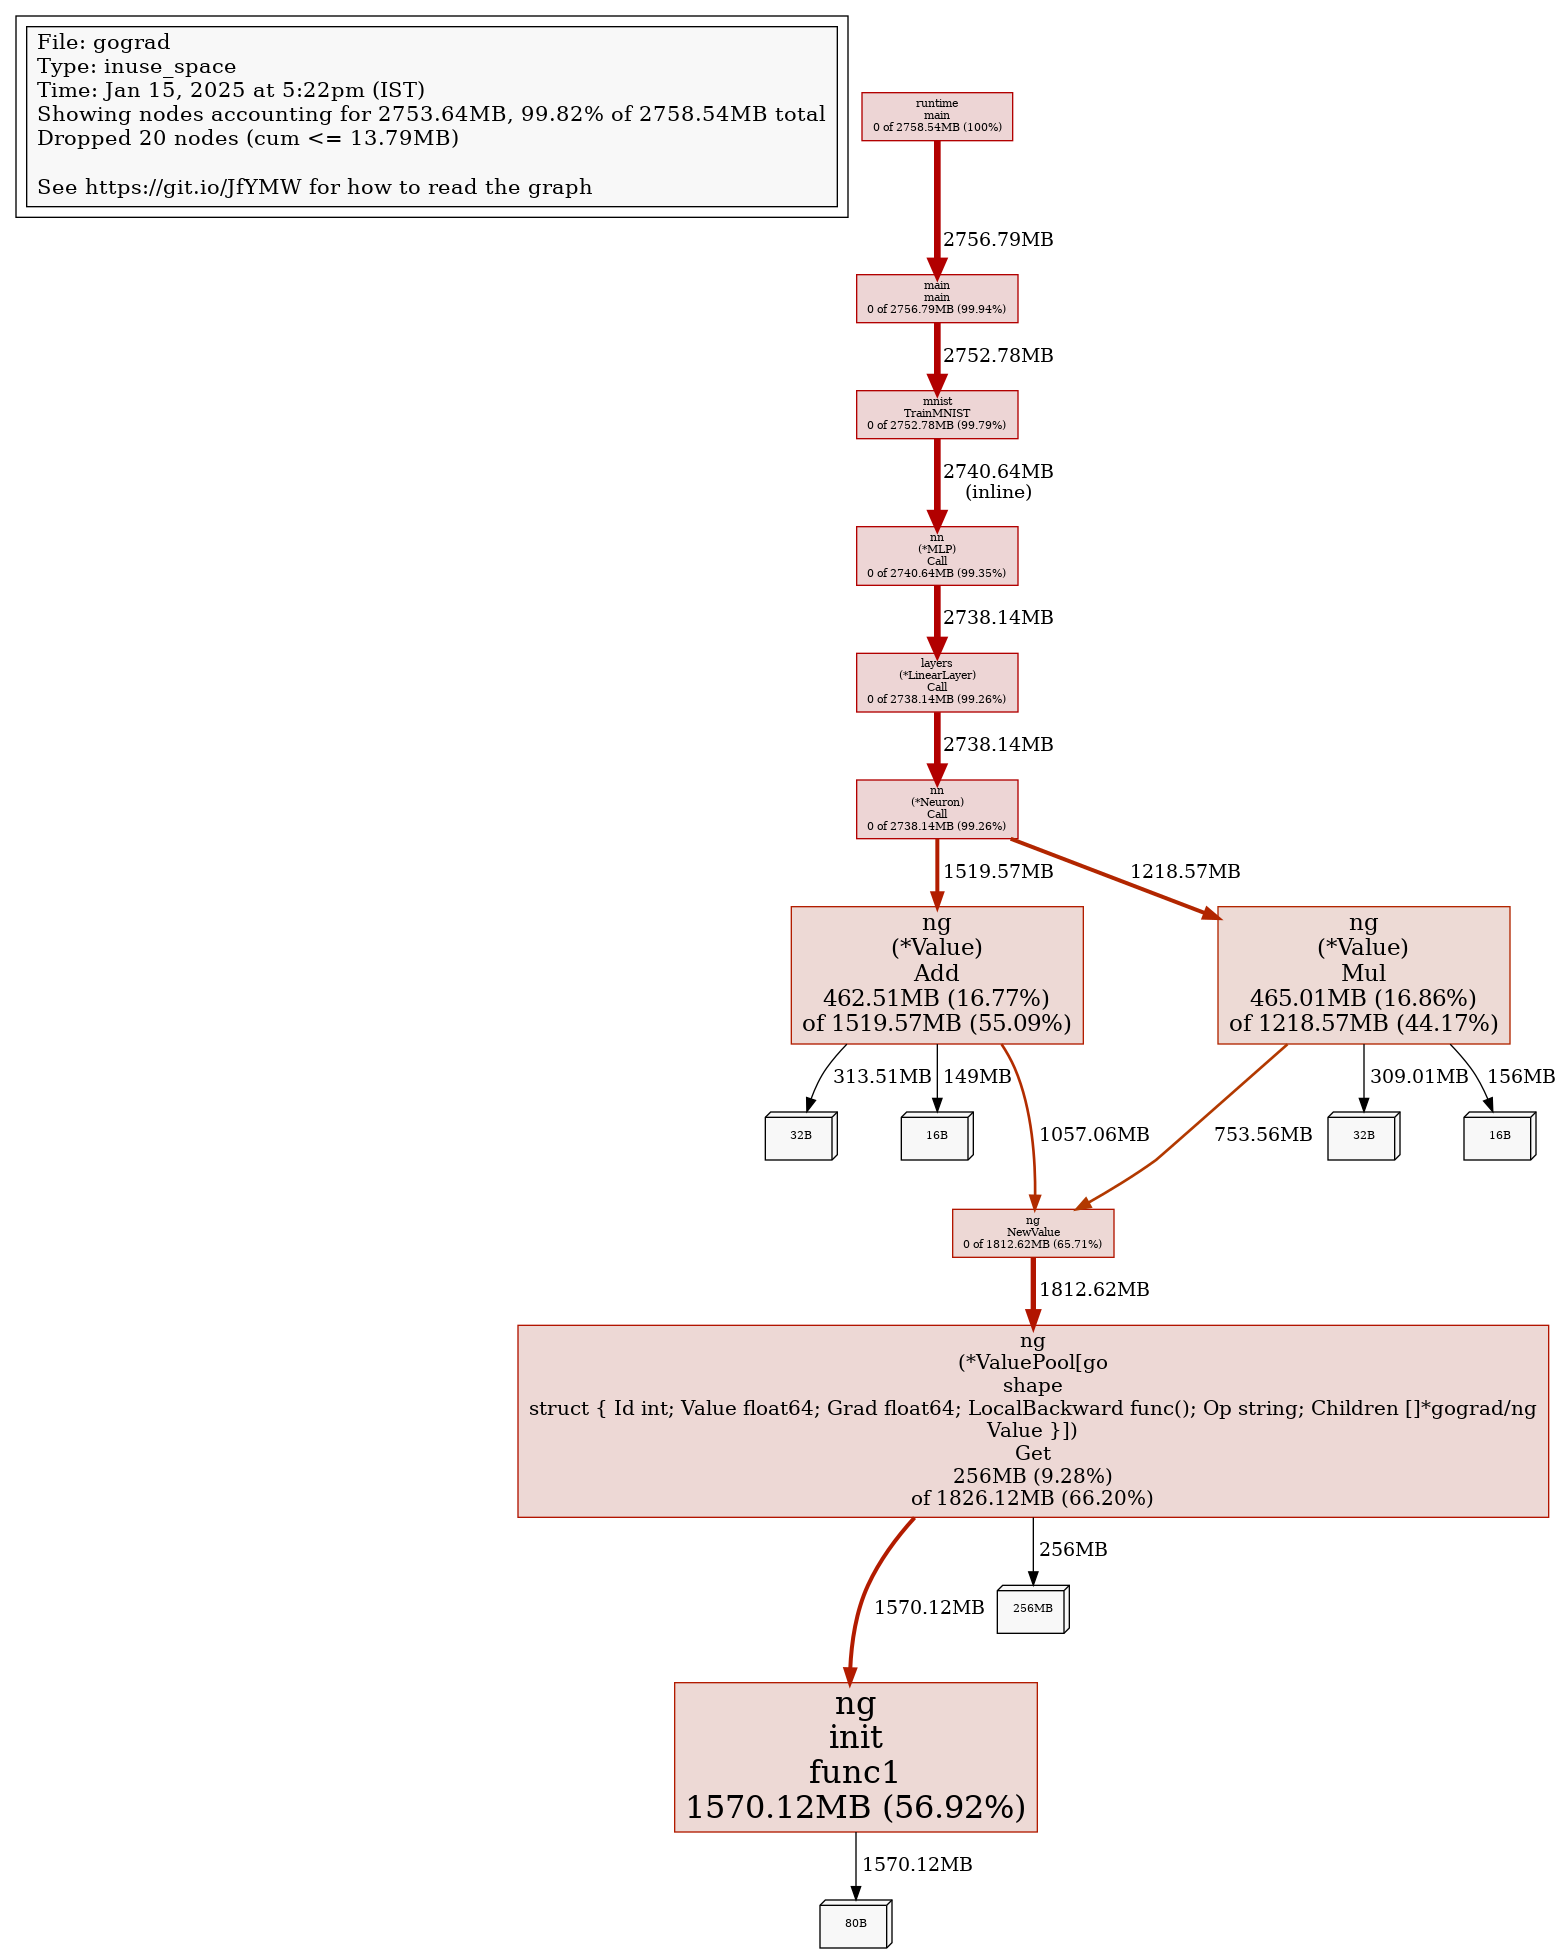 File: gograd
Type: inuse_space
Time: Jan 15, 2025 at 5:22pm (IST)
Showing nodes accounting for 2753.64MB, 99.82% of 2758.54MB total
Dropped 20 nodes (cum <= 13.79MB)
See https://git.io/JfYMW for how to read the graph
runtime
main
0 of 2758.54MB (100%)
2756.79MB
main
main
0 of 2756.79MB (99.94%)
2752.78MB
mnist
TrainMNIST
0 of 2752.78MB (99.79%)
2740.64MB
(inline)
nn
(*MLP)
Call
0 of 2740.64MB (99.35%)
2738.14MB
layers
(*LinearLayer)
Call
0 of 2738.14MB (99.26%)
2738.14MB
nn
(*Neuron)
Call
0 of 2738.14MB (99.26%)
1519.57MB
1218.57MB
ng
(*Value)
Add
462.51MB (16.77%)
of 1519.57MB (55.09%)
ng
(*Value)
Mul
465.01MB (16.86%)
of 1218.57MB (44.17%)
313.51MB
149MB
309.01MB
156MB
32B
16B
32B
16B
1057.06MB
753.56MB
ng
NewValue
0 of 1812.62MB (65.71%)
1812.62MB
ng
(*ValuePool[go
shape
struct { Id int; Value float64; Grad float64; LocalBackward func(); Op string; Children []*gograd/ng
Value }])
Get
256MB (9.28%)
of 1826.12MB (66.20%)
256MB
1570.12MB
256MB
ng
init
func1
1570.12MB (56.92%)
1570.12MB
80B